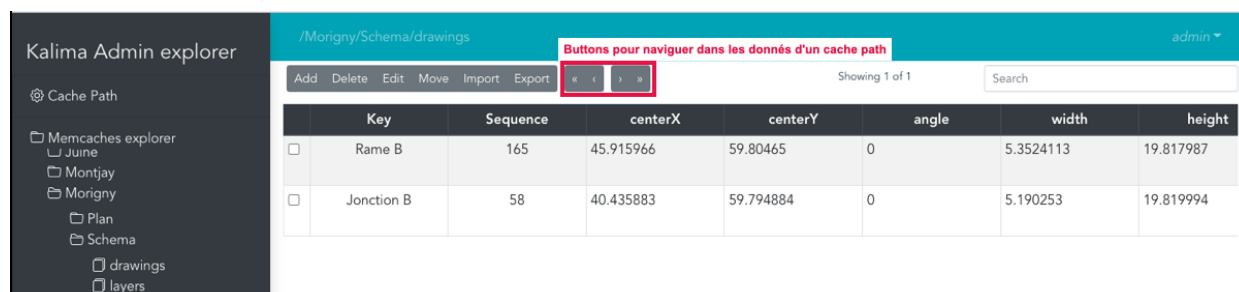 Kalima Admin explorer
Cache Path
Memcaches explorer
Juine
Montjay
Morigny
Plan
Schema
drawings
layers
/Morigny/Schema/drawings
admin
Buttons pour naviguer dans les donnés d'un cache path
Add Delete Edit Move Import Export « ‹ › » Showing 1 of 1 Search
Key Sequence centerX centerY angle width height
Rame B 165 45.915966 59.80465 0 5.3524113 19.817987
Jonction B 58 40.435883 59.794884 0 5.190253 19.819994